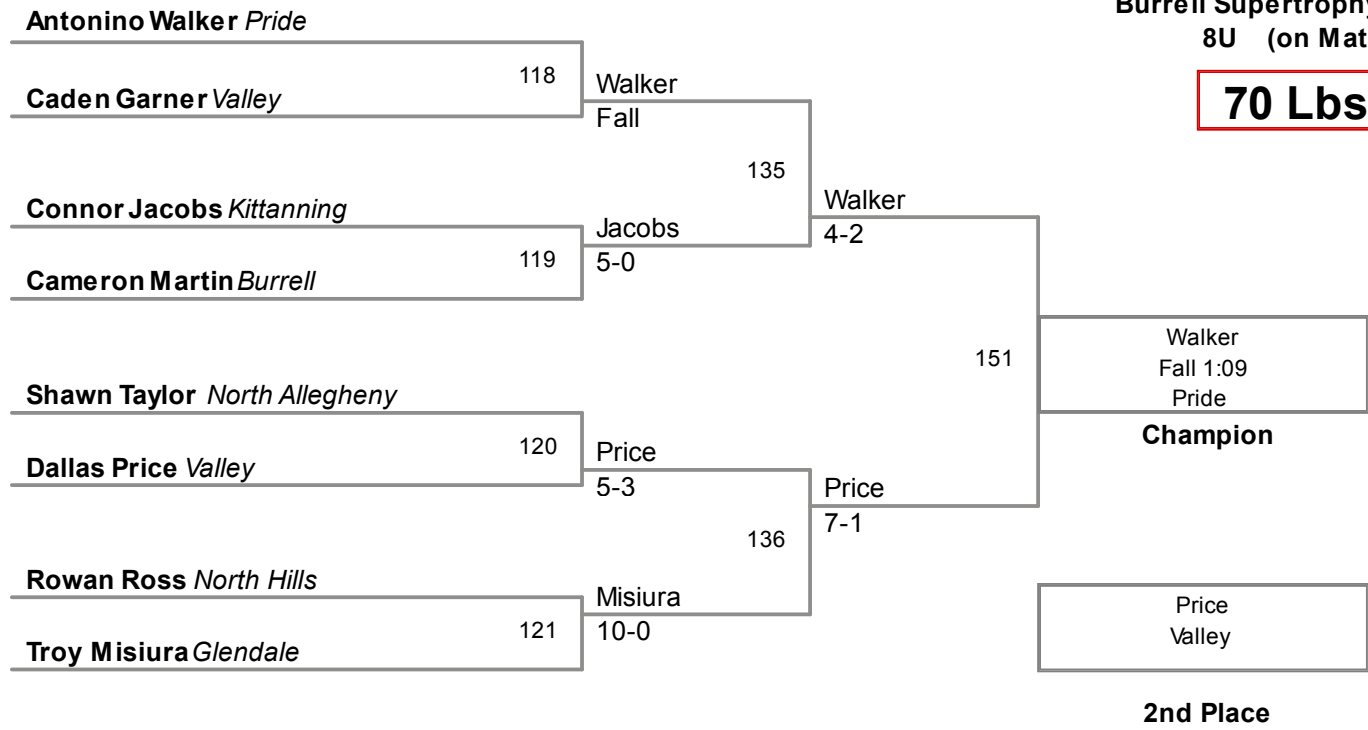 Burrell Supertrophy
8U (on Mat
70 Lbs
Antonino Walker Pride
118
Caden Garner Valley
Walker
Fall
135
Connor Jacobs Kittanning
119
Cameron Martin Burrell
Jacobs
5-0
Walker
4-2
151
Shawn Taylor North Allegheny
120
Dallas Price Valley
Price
5-3
136
Price
7-1
Rowan Ross North Hills
121
Troy Misiura Glendale
Misiura
10-0
Walker
Fall 1:09
Pride
Champion
Price
Valley
2nd Place